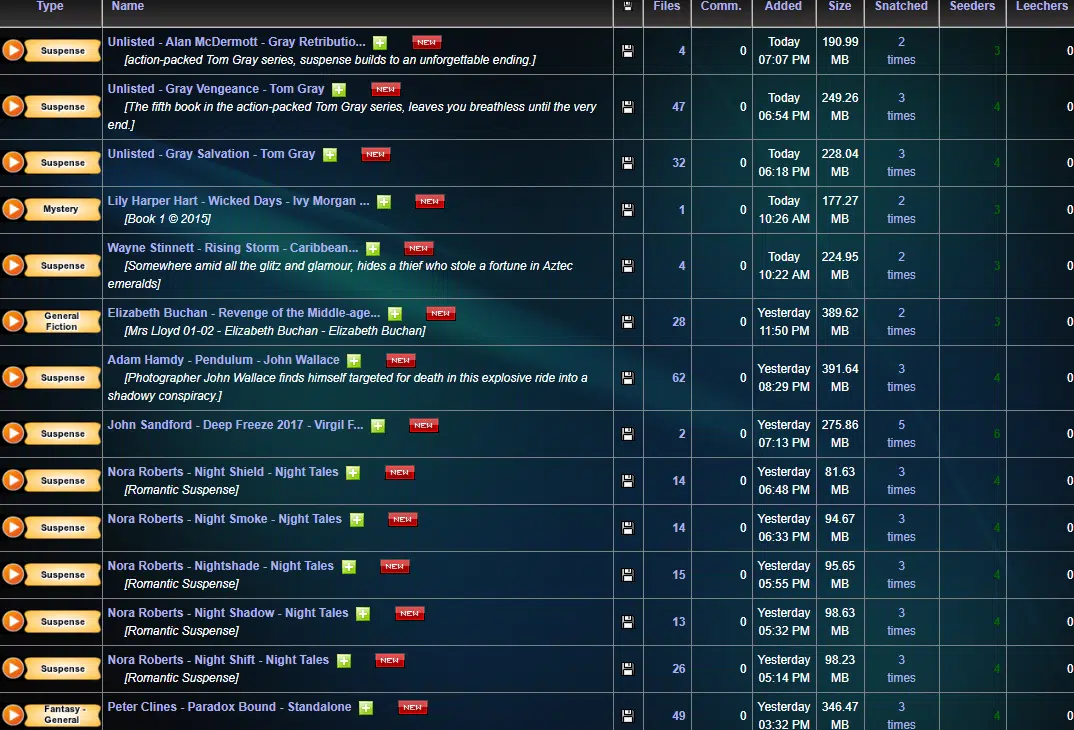 Type Name Files Comm. Added Size Snatched Seeders Leechers
Suspense Unlisted - Alan McDermott - Gray Retributio... NEW 4 0 Today 190.99 2 3 0
[action-packed Tom Gray series, suspense builds to an unforgettable ending.] 07:07 PM MB times
Suspense Unlisted - Gray Vengeance - Tom Gray NEW 47 0 Today 249.26 3 4 0
[The fifth book in the action-packed Tom Gray series, leaves you breathless until the very 06:54 PM MB times
end.]
Suspense Unlisted - Gray Salvation - Tom Gray NEW 32 0 Today 228.04 3 4 0
06:18 PM MB times
Mystery Lily Harper Hart - Wicked Days - Ivy Morgan ... NEW 1 0 Today 177.27 2 3 0
[Book 1 © 2015] 10:26 AM MB times
Suspense Wayne Stinnett - Rising Storm - Caribbean... NEW 4 0 Today 224.95 2 3 0
[Somewhere amid all the glitz and glamour, hides a thief who stole a fortune in Aztec 10:22 AM MB times
emeralds]
General Fiction Elizabeth Buchan - Revenge of the Middle-age... NEW 28 0 Yesterday 389.62 2 3 0
[Mrs Lloyd 01-02 - Elizabeth Buchan - Elizabeth Buchan] 11:50 PM MB times
Suspense Adam Hamdy - Pendulum - John Wallace NEW 62 0 Yesterday 391.64 3 4 0
[Photographer John Wallace finds himself targeted for death in this explosive ride into a 08:29 PM MB times
shadowy conspiracy.]
Suspense John Sandford - Deep Freeze 2017 - Virgil F... NEW 2 0 Yesterday 275.86 5 6 0
07:13 PM MB times
Suspense Nora Roberts - Night Shield - Njght Tales NEW 14 0 Yesterday 81.63 3 4 0
[Romantic Suspense] 06:48 PM MB times
Suspense Nora Roberts - Night Smoke - Njght Tales NEW 14 0 Yesterday 94.67 3 4 0
06:33 PM MB times
Suspense Nora Roberts - Nightshade - Night Tales NEW 15 0 Yesterday 95.65 3 4 0
[Romantic Suspense] 05:55 PM MB times
Suspense Nora Roberts - Night Shadow - Night Tales NEW 13 0 Yesterday 98.63 3 4 0
[Romantic Suspense] 05:32 PM MB times
Suspense Nora Roberts - Night Shift - Night Tales NEW 26 0 Yesterday 98.23 3 4 0
[Romantic Suspense] 05:14 PM MB times
Fantasy - General Peter Clines - Paradox Bound - Standalone NEW 49 0 Yesterday 346.47 3 4 0
03:32 PM MB times